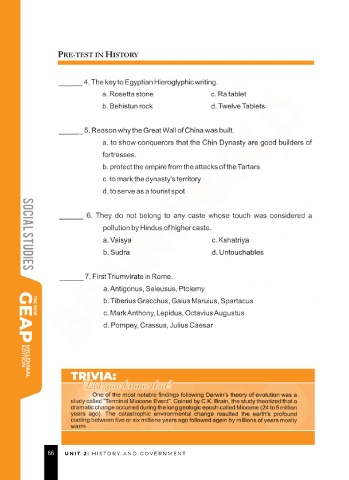 PRE-TEST IN HISTORY
______ 4. The key to Egyptian Hieroglyphic writing.
a. Rosetta stone c. Ra tablet
b. Behistun rock d. Twelve Tablets
______ 5. Reason why the Great Wall of China was built.
a. to show conquerors that the Chin Dynasty are good builders of
fortresses.
b. protect the empire from the attacks of the Tartars
c. to mark the dynasty's territory
d. to serve as a tourist spot
______ 6. They do not belong to any caste whose touch was considered a
pollution by Hindus of higher caste.
a. Vaisya c. Kshatriya
b. Sudra d. Untouchables
______ 7. First Triumvirate in Rome.
a. Antigonus, Seleusus, Ptolemy
b. Tiberius Gracchus, Gaius Maruius, Spartacus
c. Mark Anthony, Lepidus, Octavius Augustus
d. Pompey, Crassus, Julius Caesar
SOCIAL STUDIES
THE NEW
GEAP
MILLENNIAL
EDITION
TRIVIA:
Did you know that?
One of the most notable findings following Darwin's theory of evolution was a
study called "Terminal Miocene Event". Coined by C.K. Brain, the study theorized that a
dramatic change occurred during the long geologic epoch called Miocene (24 to 5 million
years ago). The catastrophic environmental change resulted the earth's profound
cooling between five or six millions years ago followed again by millions of years mostly
warm
66 UNIT 2: HISTORY AND GOVERNMENT